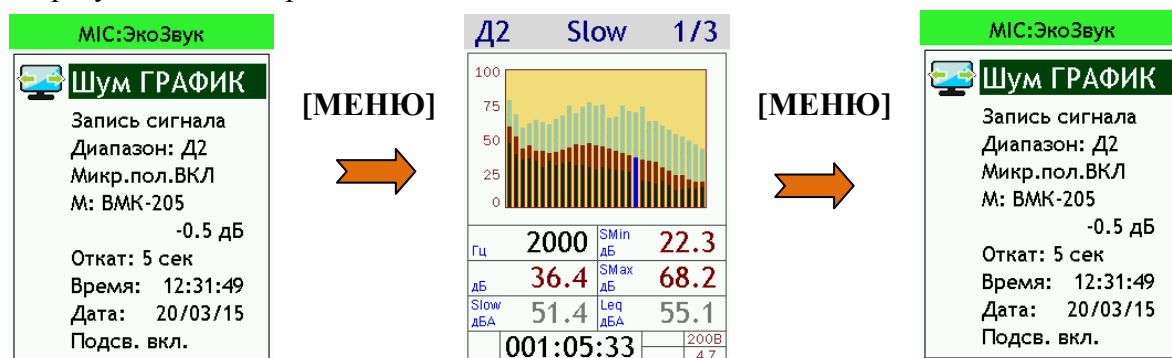 MIC:ЭкоЗвук
Шум ГРАФИК
Запись сигнала
Диапазон: Д2
Микр.пол.ВКЛ
М: ВМК-205
-0.5 дБ
Откат: 5 сек
Время: 12:31:49
Дата: 20/03/15
Подсв. вкл.
[МЕНЮ]
Д2 Slow 1/3
100
75
50
25
0
Гц 2000 SMin дБ 22.3
дБ 36.4 SMax дБ 68.2
Slow дБА 51.4 Leq дБА 55.1
001:05:33 200В
4.7
[МЕНЮ]
MIC:ЭкоЗвук
Шум ГРАФИК
Запись сигнала
Диапазон: Д2
Микр.пол.ВКЛ
М: ВМК-205
-0.5 дБ
Откат: 5 сек
Время: 12:31:49
Дата: 20/03/15
Подсв. вкл.